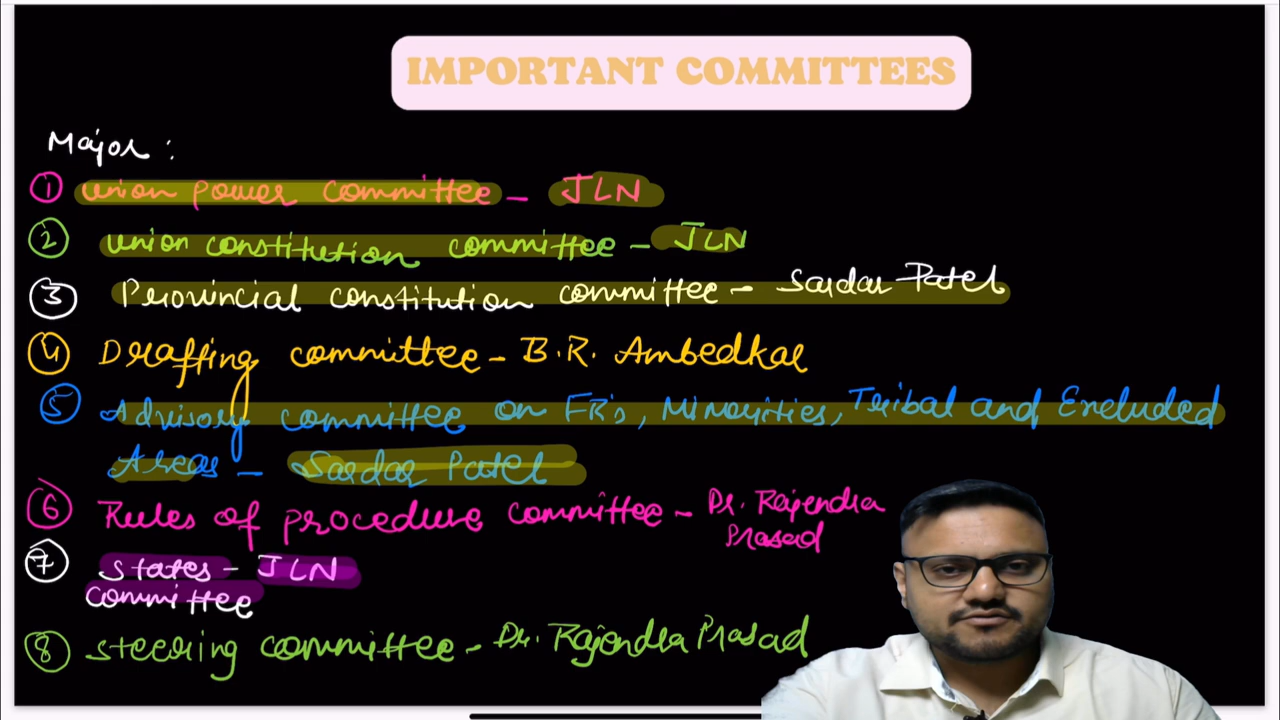 IMPORTANT COMMITTEES
Major :
① Union power committee - JLN
② Union constitution committee - JLN
③ Provincial constitution committee - Sardar Patel
④ Drafting committee - B.R. Ambedkar
⑤ Advisory committee on FR's, Minorities, Tribal and Excluded
Areas - Sardar Patel
⑥ Rules of procedure committee - Dr. Rajendra
Prasad
⑦ States - JLN
committee
⑧ Steering committee - Dr. Rajendra Prasad